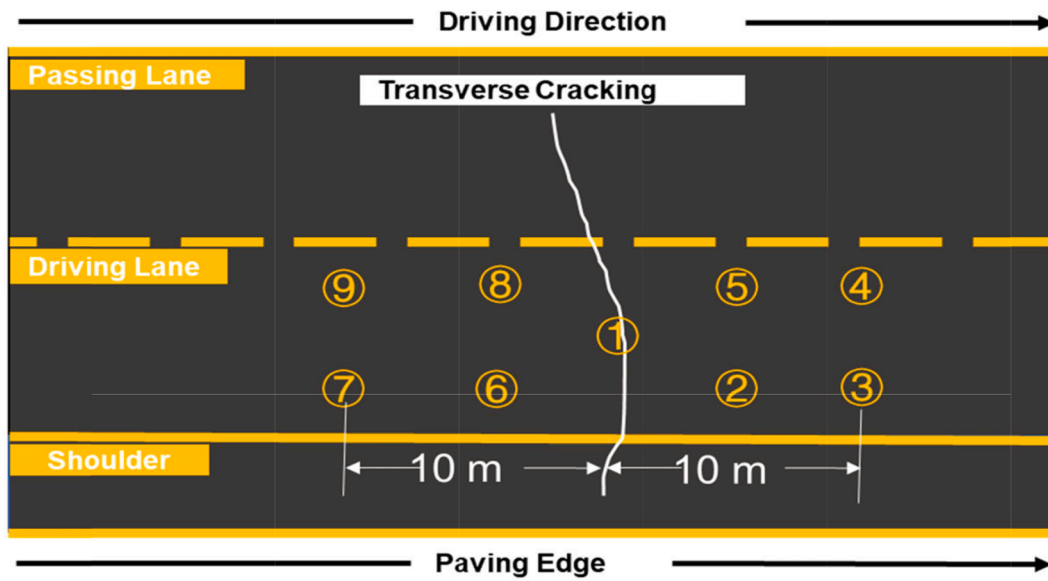 Driving Direction
Passing Lane
Transverse Cracking
Driving Lane
⑨ ⑧ ⑤ ④
①
⑦ ⑥ ② ③
Shoulder
10 m 10 m
Paving Edge